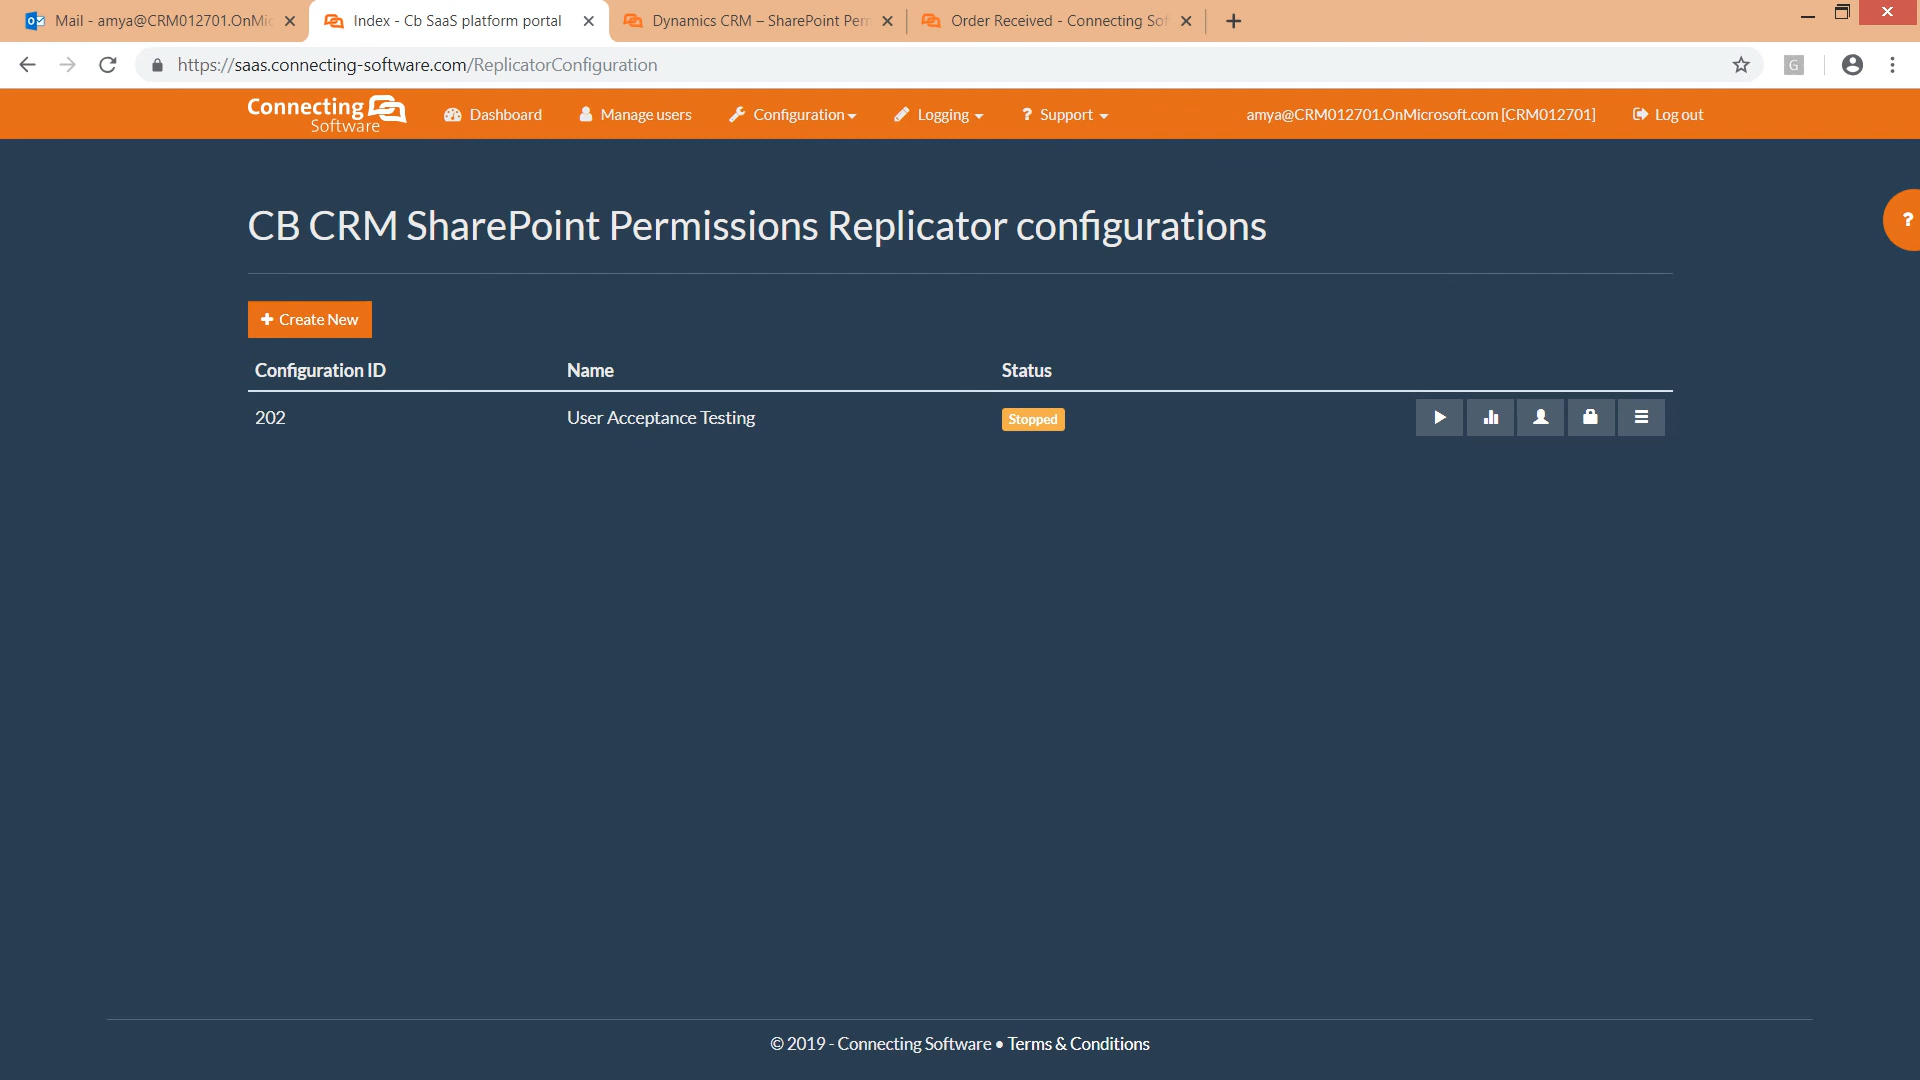 Mail - amya@CRM012701.OnMic
Index - Cb SaaS platform portal
Dynamics CRM – SharePoint Perm
Order Received - Connecting Soft
https://saas.connecting-software.com/ReplicatorConfiguration
G
Connecting
Software
Dashboard
Manage users
Configuration
Logging
? Support
amya@CRM012701.OnMicrosoft.com [CRM012701]
Log out
?
CB CRM SharePoint Permissions Replicator configurations
+ Create New
Configuration ID Name Status
202 User Acceptance Testing Stopped
© 2019 - Connecting Software • Terms & Conditions